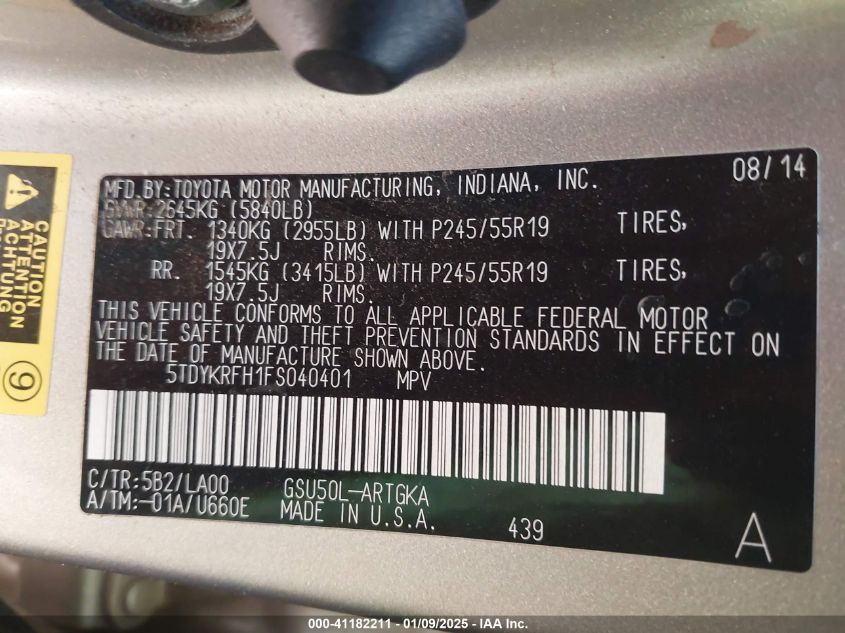 MFD. BY: TOYOTA MOTOR MANUFACTURING, INDIANA, INC. 08/14
GVWR: 2645KG (5840LB)
GAWR: FRT. 1340KG (2955LB) WITH P245/55R19 TIRES,
19X7.5J RIMS.
RR. 1545KG (3415LB) WITH P245/55R19 TIRES,
19X7.5J RIMS.
THIS VEHICLE CONFORMS TO ALL APPLICABLE FEDERAL MOTOR
VEHICLE SAFETY AND THEFT PREVENTION STANDARDS IN EFFECT ON
THE DATE OF MANUFACTURE SHOWN ABOVE.
5TDYKRFH1FS040401 MPV
C/TR: 5B2/LA00 GSU50L-ARTGKA
A/TM: -01A/U660E MADE IN U.S.A. 439 A
CAUTION
ATTENTION
ACHTUNG
9
000-41182211 - 01/09/2025 - IAA Inc.